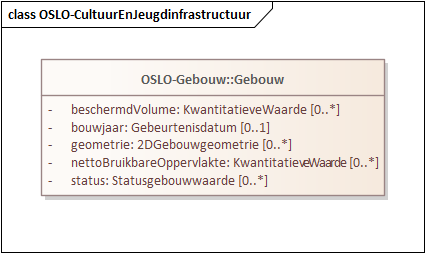 class OSLO-CultuurEnJeugdinfrastructuur
OSLO-Gebouw::Gebouw
- beschermdVolume: KwantitatieveWaarde [0..*]
- bouwjaar: Gebeurtenisdatum [0..1]
- geometrie: 2DGebouwgeometrie [0..*]
- nettoBruikbareOppervlakte: KwantitatieveWaarde [0..*]
- status: Statusgebouwwaarde [0..*]